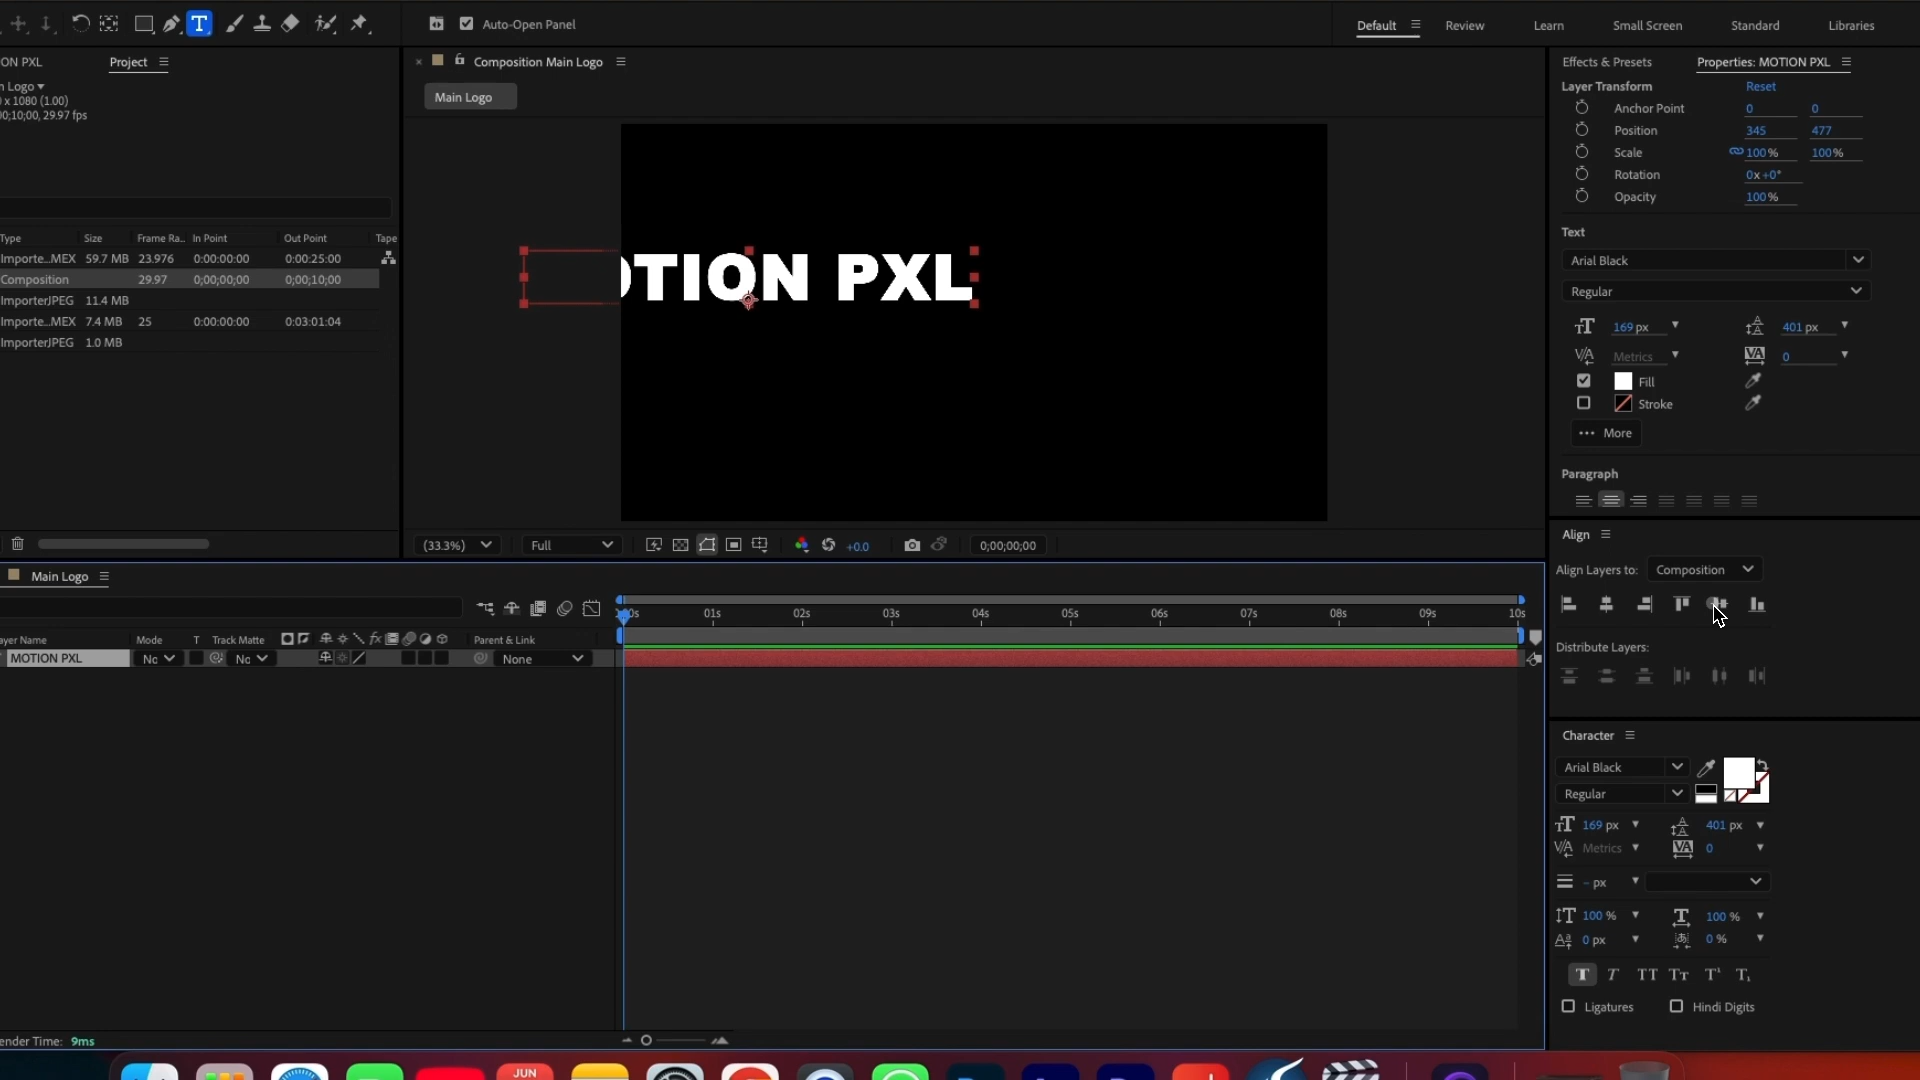 Auto-Open Panel
Default
Review
Learn
Small Screen
Standard
Libraries
ON PXL
Project
n Logo
x 1080 (1.00)
00;10;00, 29.97 fps
Type Size Frame Ra.. In Point Out Point Tape
Importe...MEX 59.7 MB 23.976 0:00:00:00 0:00:25:00
Composition 29.97 0;00;00;00 0;00;10;00
ImporterJPEG 11.4 MB
Importe...MEX 7.4 MB 25 0:00:00:00 0:03:01:04
ImporterJPEG 1.0 MB
Composition Main Logo
Main Logo
OTION PXL
(33.3%)
Full
+0.0
0;00;00;00
Effects & Presets
Properties: MOTION PXL
Layer Transform Reset
Anchor Point 0 0
Position 345 477
Scale 100% 100%
Rotation 0x+0°
Opacity 100%
Text
Arial Black
Regular
169 px 401 px
Metrics 0
Fill
Stroke
More
Paragraph
Align
Align Layers to: Composition
Distribute Layers:
Character
Arial Black
Regular
169 px 401 px
Metrics 0
- px
100 % 100 %
0 px 0 %
T T TT Tt T¹ T₁
Ligatures Hindi Digits
Main Logo
00s 01s 02s 03s 04s 05s 06s 07s 08s 09s 10s
ayer Name Mode T Track Matte Parent & Link
MOTION PXL No No None
ender Time: 9ms
JUN